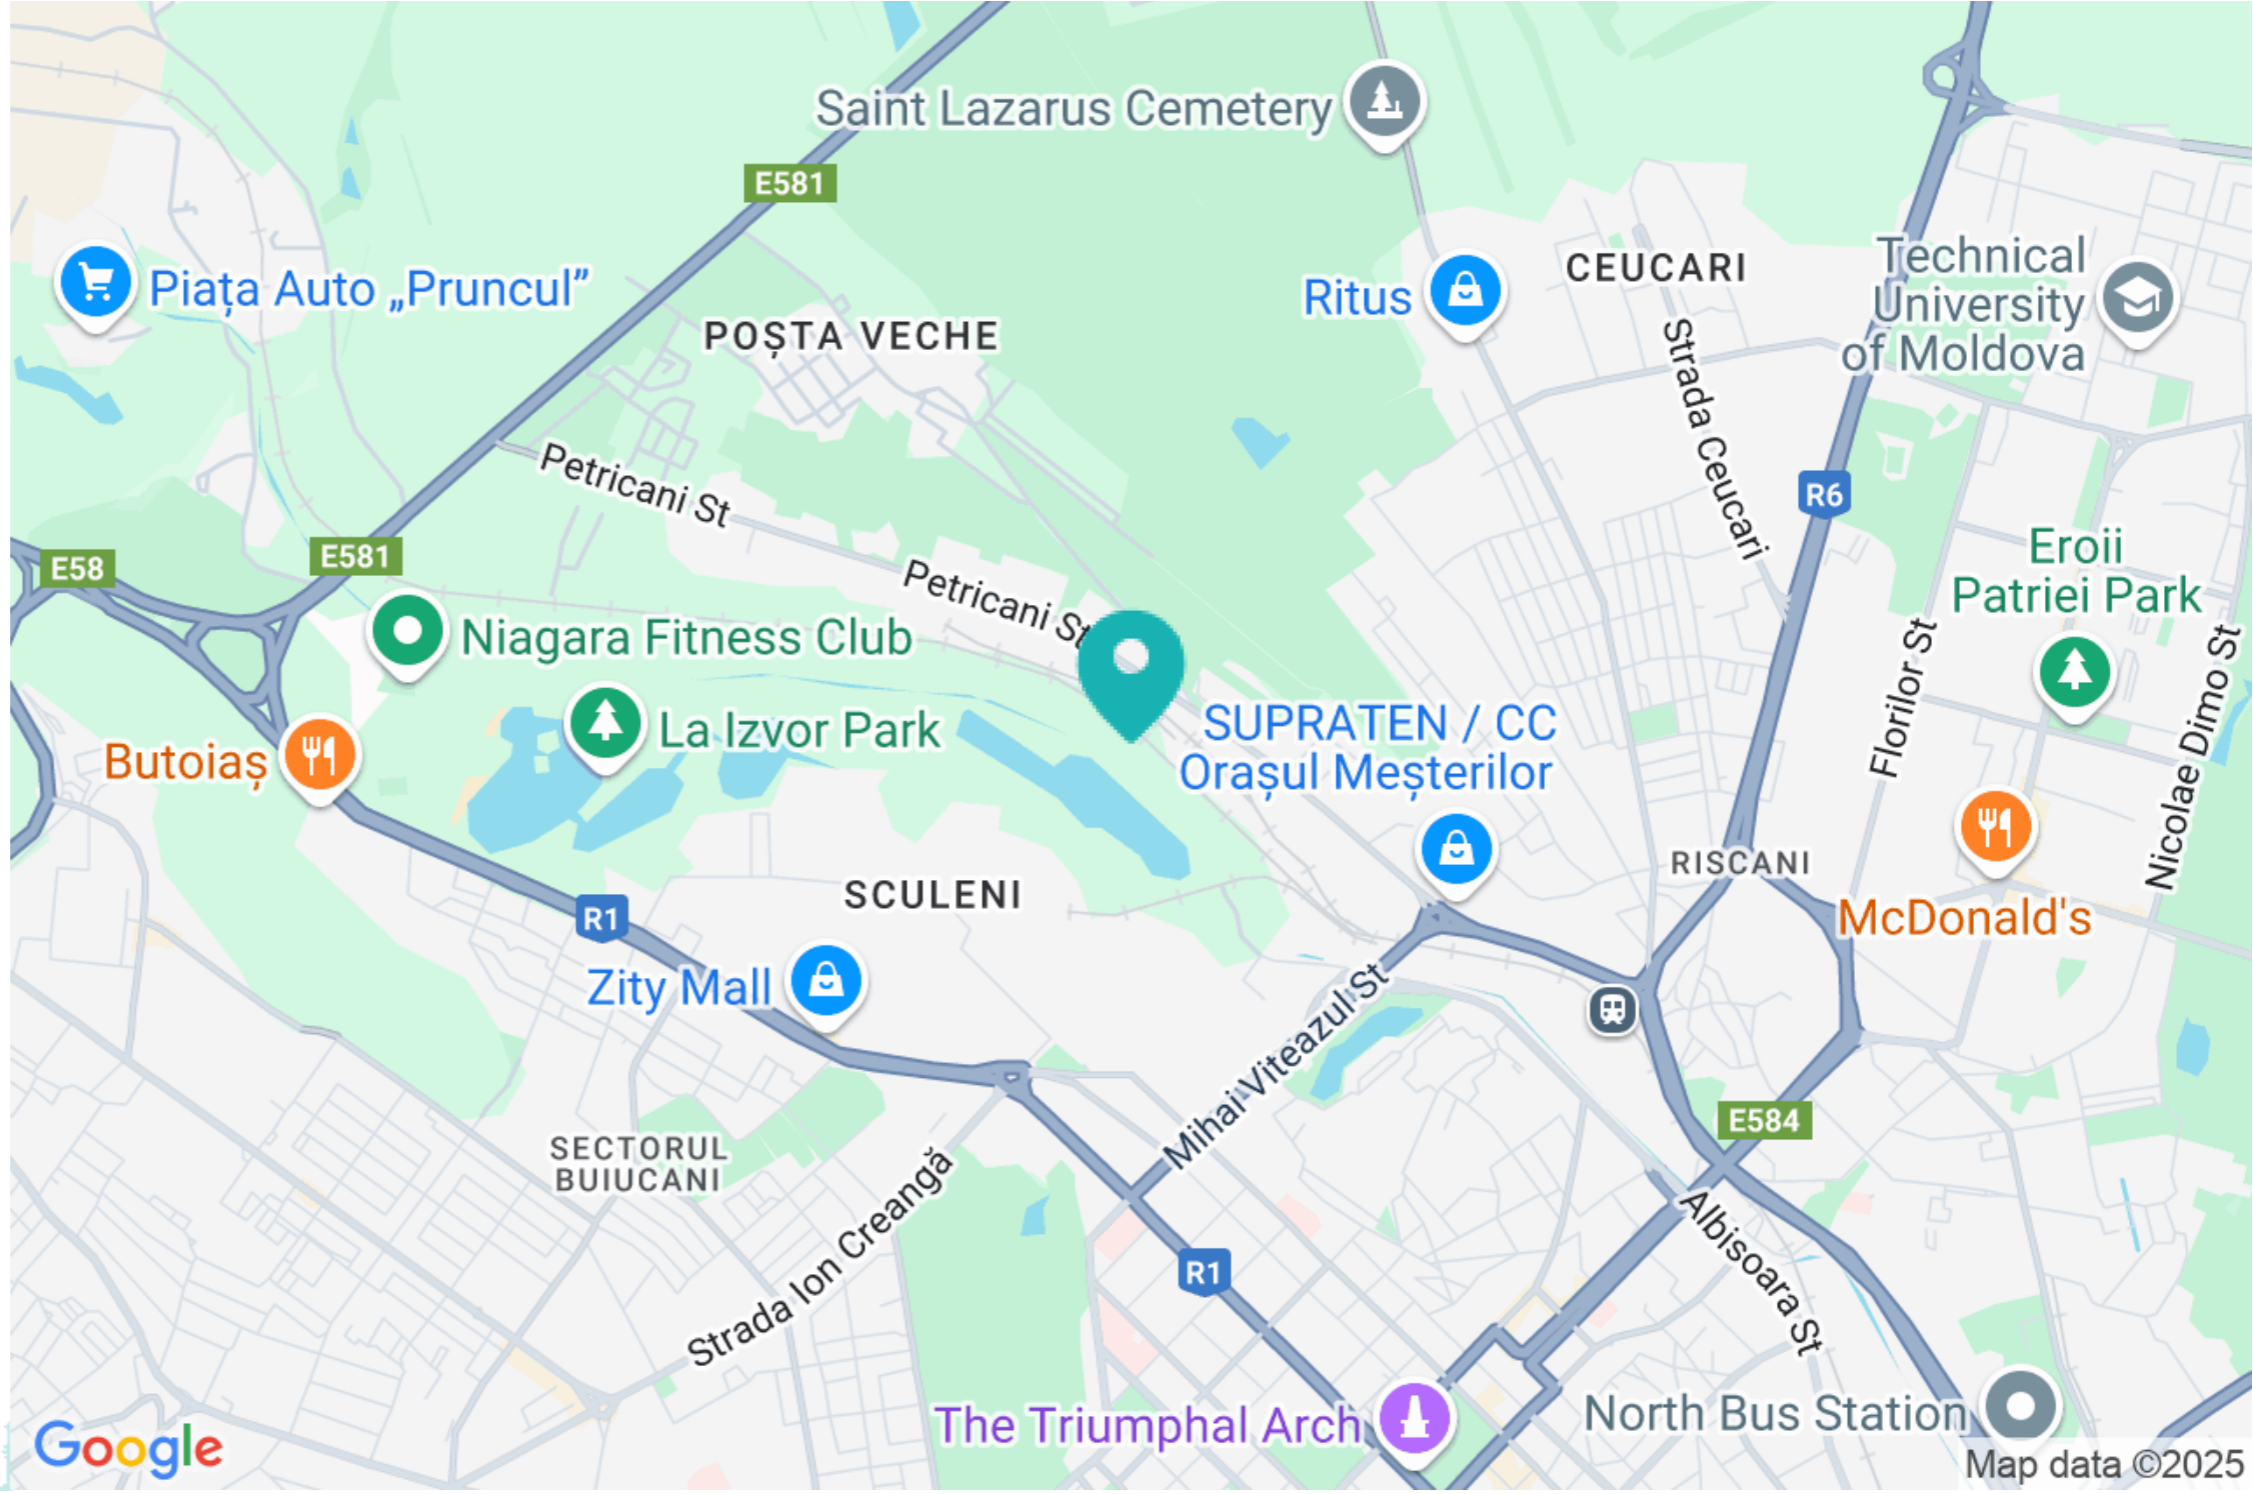 Saint Lazarus Cemetery
E581
Piața Auto „Pruncul”
POȘTA VECHE
Ritus
CEUCARI
Technical
University
of Moldova
Strada Ceucari
Petricani St
R6
E58
E581
Petricani St
Eroii
Patriei Park
Niagara Fitness Club
La Izvor Park
Butoiaș
SUPRATEN / CC
Orașul Meșterilor
Florilor St
Nicolae Dimo St
RISCANI
McDonald's
SCULENI
R1
Zity Mall
Mihai Viteazul St
E584
SECTORUL
BUIUCANI
Strada Ion Creangă
R1
Albisoara St
The Triumphal Arch
North Bus Station
Google
Map data ©2025